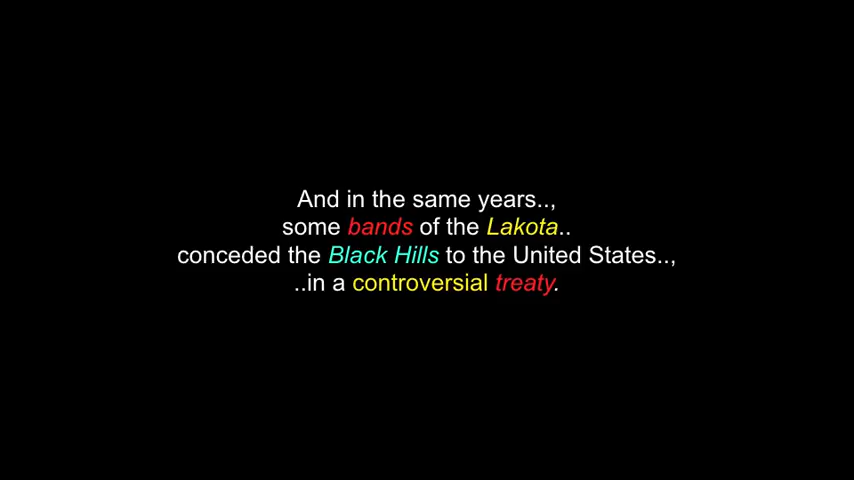 And in the same years..,
some bands of the Lakota..
conceded the Black Hills to the United States..,
..in a controversial treaty.